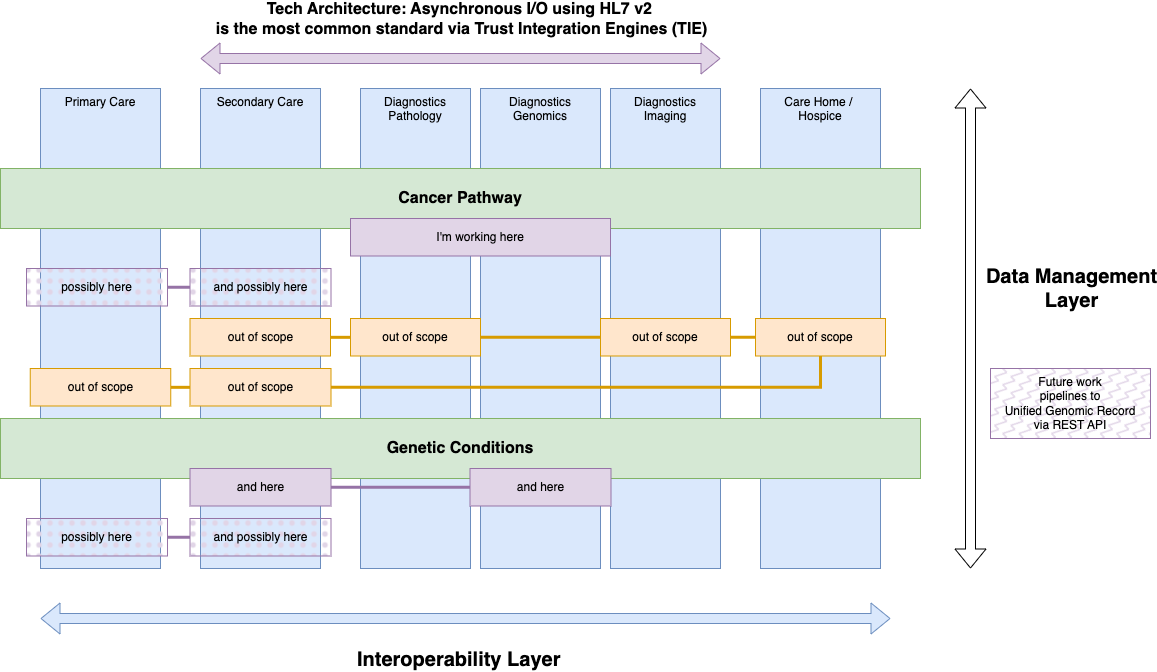 Tech Architecture: Asynchronous I/O using HL7 v2
is the most common standard via Trust Integration Engines (TIE)
Primary Care
Secondary Care
Diagnostics
Pathology
Diagnostics
Genomics
Diagnostics
Imaging
Care Home /
Hospice
Cancer Pathway
I'm working here
possibly here
and possibly here
out of scope
out of scope
out of scope
out of scope
out of scope
out of scope
Genetic Conditions
and here
and here
possibly here
and possibly here
Data Management
Layer
Future work
pipelines to
Unified Genomic Record
via REST API
Interoperability Layer